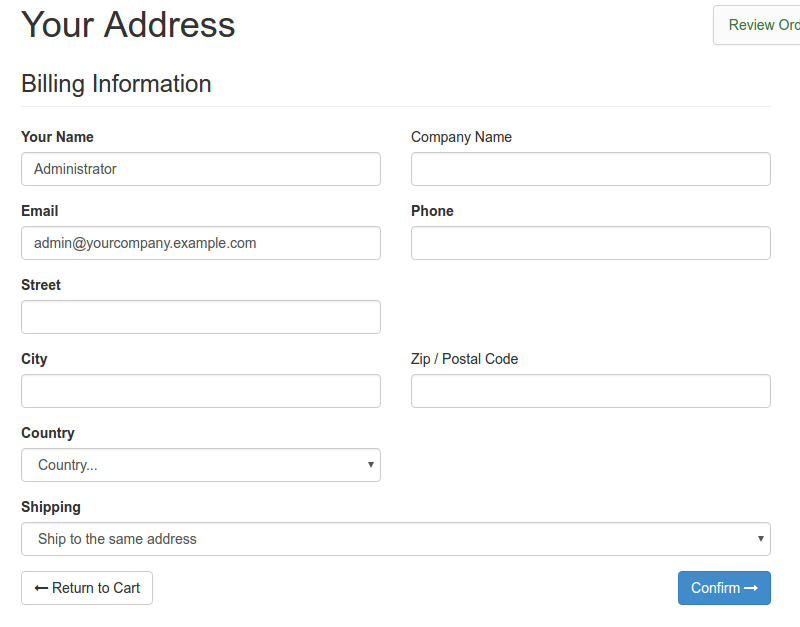 Your Address
Review Ord
Billing Information
Your Name
Company Name
Administrator
Email
Phone
admin@yourcompany.example.com
Street
City
Zip / Postal Code
Country
Country...
Shipping
Ship to the same address
Return to Cart
Confirm